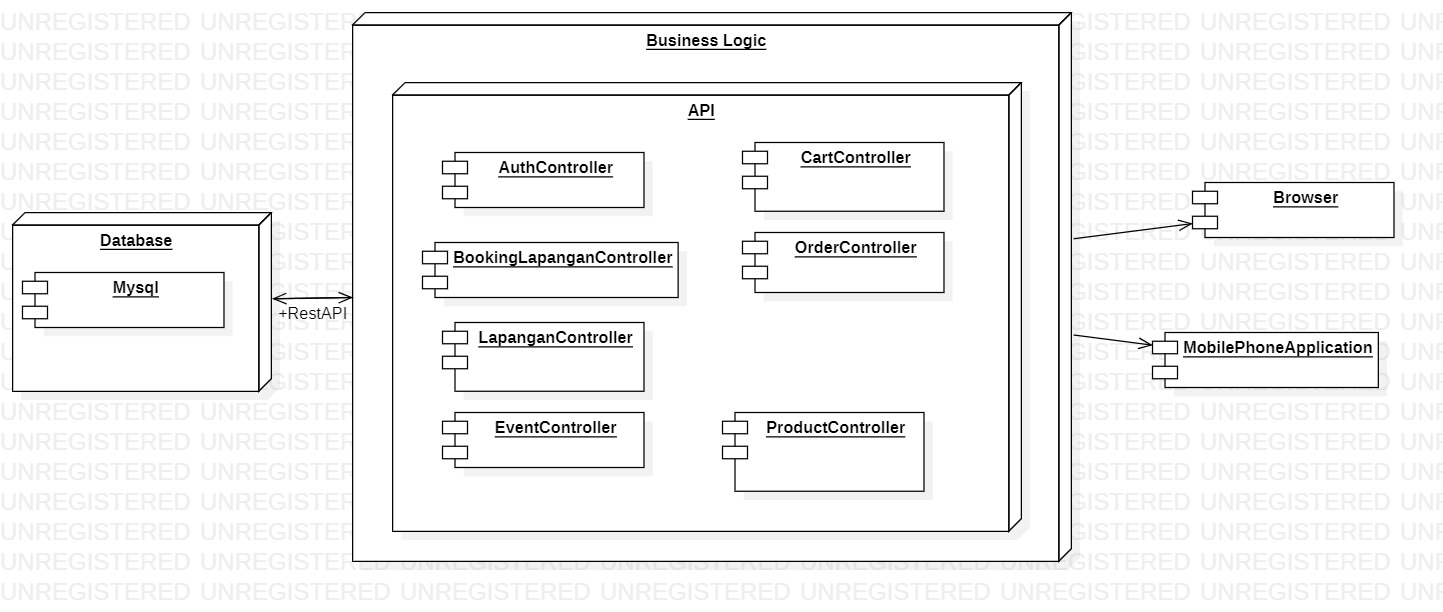 Business Logic
API
AuthController
CartController
BookingLapanganController
OrderController
LapanganController
EventController
ProductController
Database
Mysql
+RestAPI
Browser
MobilePhoneApplication
UNREGISTERED UNREGISTERED UNREGISTERED UNREGISTERED UNREGISTERED UNREGISTERED UNREGISTERED UNR